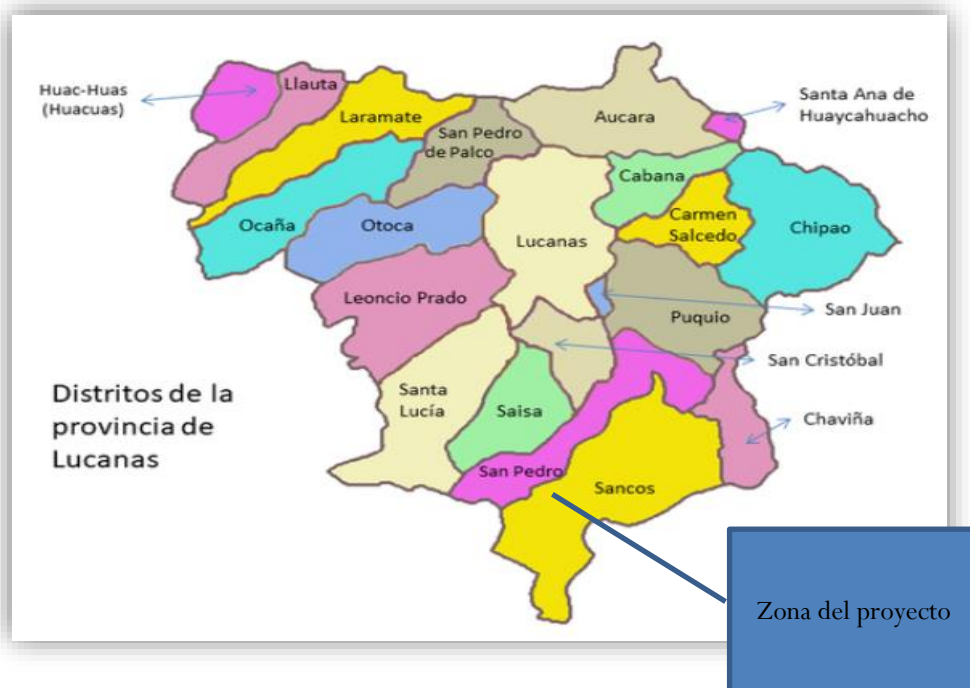 Huac-Huas
(Huacuas)
Llauta
Laramate
San Pedro
de Palco
Aucara
Santa Ana de
Huaycahuacho
Cabana
Ocaña
Otoca
Lucanas
Carmen
Salcedo
Chipao
Leoncio Prado
Puquio
San Juan
San Cristóbal
Distritos de la
provincia de
Lucanas
Santa
Lucía
Saisa
Chaviña
San Pedro
Sancos
Zona del proyecto